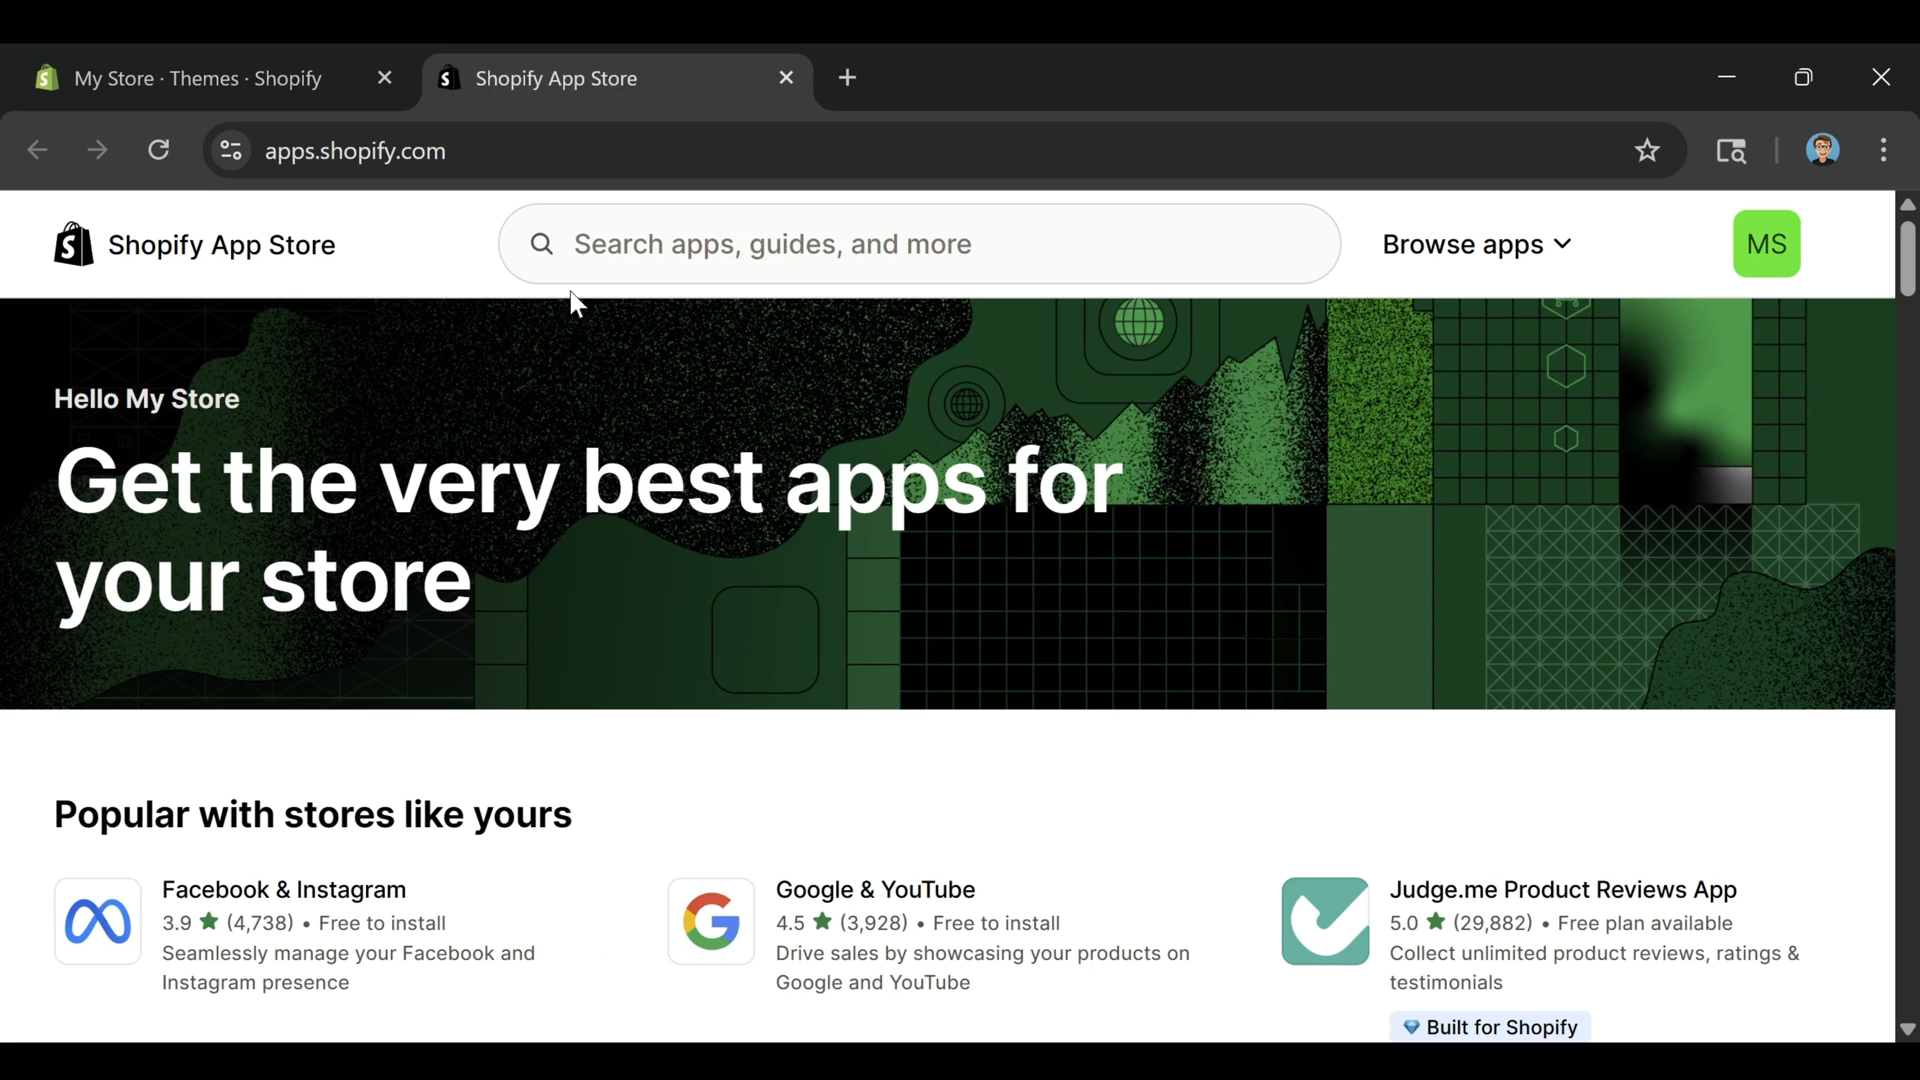 My Store · Themes · Shopify
Shopify App Store
apps.shopify.com
Shopify App Store
Search apps, guides, and more
Browse apps
MS
Hello My Store
Get the very best apps for
your store
Popular with stores like yours
Facebook & Instagram
3.9 ★ (4,738) • Free to install
Seamlessly manage your Facebook and
Instagram presence
Google & YouTube
4.5 ★ (3,928) • Free to install
Drive sales by showcasing your products on
Google and YouTube
Judge.me Product Reviews App
5.0 ★ (29,882) • Free plan available
Collect unlimited product reviews, ratings &
testimonials
Built for Shopify